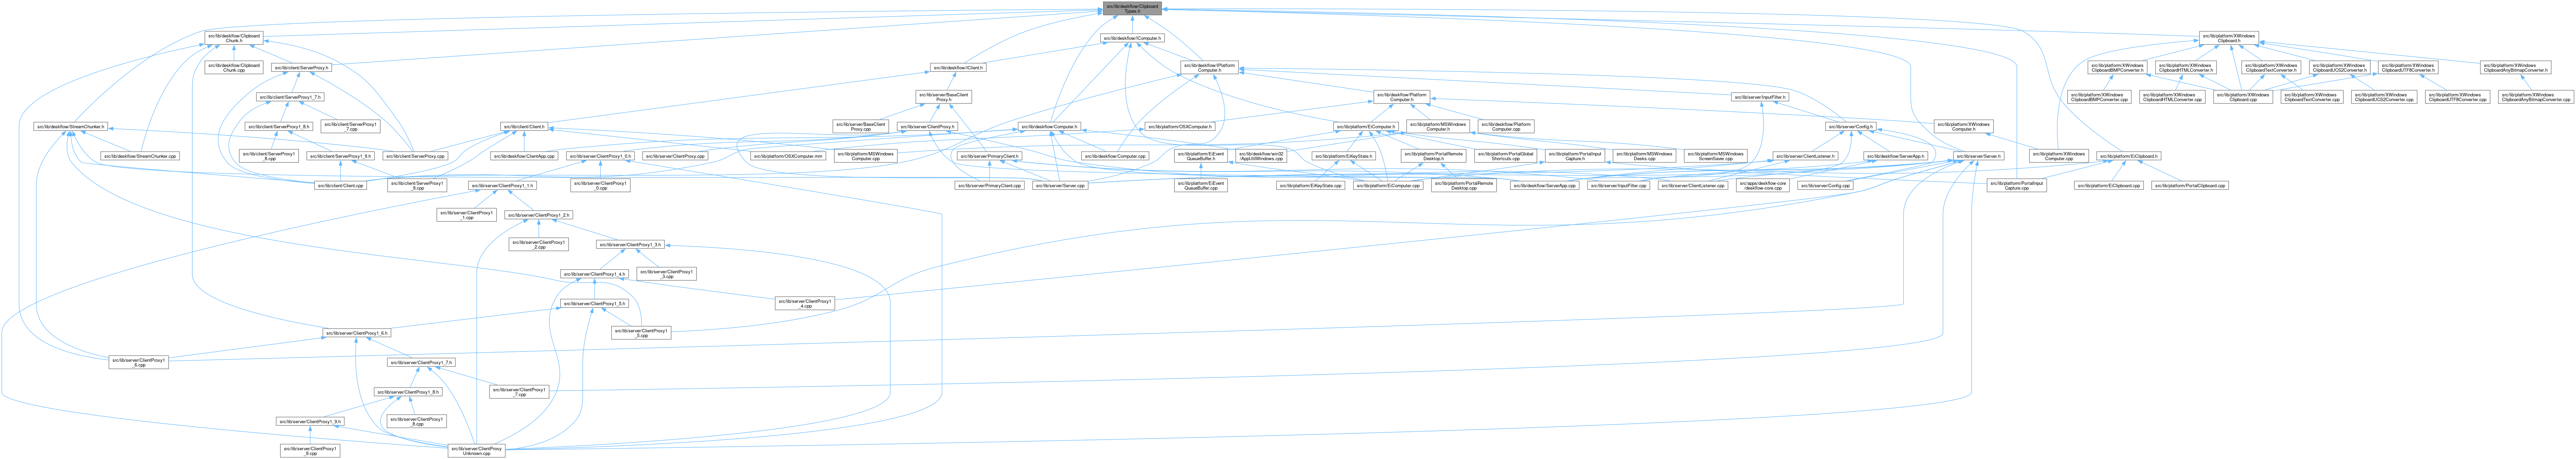 src/lib/deskflow/Clipboard
Types.h
src/lib/deskflow/Clipboard
Chunk.h
src/lib/deskflow/IComputer.h
src/lib/platform/XWindows
Clipboard.h
src/lib/deskflow/Clipboard
Chunk.cpp
src/lib/client/ServerProxy.h
src/lib/deskflow/IClient.h
src/lib/deskflow/IPlatform
Computer.h
src/lib/platform/XWindows
ClipboardBMPConverter.h
src/lib/platform/XWindows
ClipboardHTMLConverter.h
src/lib/platform/XWindows
ClipboardTextConverter.h
src/lib/platform/XWindows
ClipboardUCS2Converter.h
src/lib/platform/XWindows
ClipboardUTF8Converter.h
src/lib/platform/XWindows
ClipboardAnyBitmapConverter.h
src/lib/client/ServerProxy1_7.h
src/lib/server/BaseClient
Proxy.h
src/lib/deskflow/Platform
Computer.h
src/lib/server/InputFilter.h
src/lib/platform/XWindows
ClipboardBMPConverter.cpp
src/lib/platform/XWindows
ClipboardHTMLConverter.cpp
src/lib/platform/XWindows
Clipboard.cpp
src/lib/platform/XWindows
ClipboardTextConverter.cpp
src/lib/platform/XWindows
ClipboardUCS2Converter.cpp
src/lib/platform/XWindows
ClipboardUTF8Converter.cpp
src/lib/platform/XWindows
ClipboardAnyBitmapConverter.cpp
src/lib/deskflow/StreamChunker.h
src/lib/client/ServerProxy1_8.h
src/lib/client/ServerProxy1
_7.cpp
src/lib/client/Client.h
src/lib/server/BaseClient
Proxy.cpp
src/lib/server/ClientProxy.h
src/lib/deskflow/Computer.h
src/lib/platform/OSXComputer.h
src/lib/platform/EiComputer.h
src/lib/platform/MSWindows
Computer.h
src/lib/deskflow/Platform
Computer.cpp
src/lib/server/Config.h
src/lib/platform/XWindows
Computer.h
src/lib/deskflow/StreamChunker.cpp
src/lib/client/ServerProxy1
_8.cpp
src/lib/client/ServerProxy1_9.h
src/lib/client/ServerProxy.cpp
src/lib/deskflow/ClientApp.cpp
src/lib/server/ClientProxy1_0.h
src/lib/server/ClientProxy.cpp
src/lib/platform/OSXComputer.mm
src/lib/platform/MSWindows
Computer.cpp
src/lib/server/PrimaryClient.h
src/lib/deskflow/Computer.cpp
src/lib/platform/EiEvent
QueueBuffer.h
src/lib/deskflow/win32
/AppUtilWindows.cpp
src/lib/platform/EiKeyState.h
src/lib/platform/PortalRemote
Desktop.h
src/lib/platform/PortalGlobal
Shortcuts.cpp
src/lib/platform/PortalInput
Capture.h
src/lib/platform/MSWindows
Desks.cpp
src/lib/platform/MSWindows
ScreenSaver.cpp
src/lib/server/ClientListener.h
src/lib/deskflow/ServerApp.h
src/lib/server/Server.h
src/lib/platform/XWindows
Computer.cpp
src/lib/platform/EiClipboard.h
src/lib/client/Client.cpp
src/lib/client/ServerProxy1
_9.cpp
src/lib/server/ClientProxy1_1.h
src/lib/server/ClientProxy1
_0.cpp
src/lib/server/PrimaryClient.cpp
src/lib/server/Server.cpp
src/lib/platform/EiEvent
QueueBuffer.cpp
src/lib/platform/EiKeyState.cpp
src/lib/platform/EiComputer.cpp
src/lib/platform/PortalRemote
Desktop.cpp
src/lib/deskflow/ServerApp.cpp
src/lib/server/InputFilter.cpp
src/lib/server/ClientListener.cpp
src/apps/deskflow-core
/deskflow-core.cpp
src/lib/server/Config.cpp
src/lib/platform/PortalInput
Capture.cpp
src/lib/platform/EiClipboard.cpp
src/lib/platform/PortalClipboard.cpp
src/lib/server/ClientProxy1
_1.cpp
src/lib/server/ClientProxy1_2.h
src/lib/server/ClientProxy1
_2.cpp
src/lib/server/ClientProxy1_3.h
src/lib/server/ClientProxy1_4.h
src/lib/server/ClientProxy1
_3.cpp
src/lib/server/ClientProxy1_5.h
src/lib/server/ClientProxy1
_4.cpp
src/lib/server/ClientProxy1_6.h
src/lib/server/ClientProxy1
_5.cpp
src/lib/server/ClientProxy1
_6.cpp
src/lib/server/ClientProxy1_7.h
src/lib/server/ClientProxy1_8.h
src/lib/server/ClientProxy1
_7.cpp
src/lib/server/ClientProxy1_9.h
src/lib/server/ClientProxy1
_8.cpp
src/lib/server/ClientProxy1
_9.cpp
src/lib/server/ClientProxy
Unknown.cpp